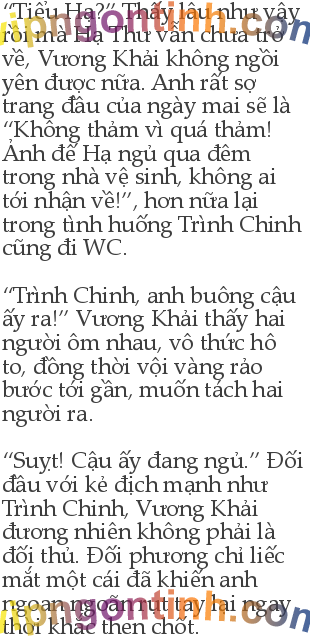 “Tiểu Hạ?” Thấy lâu như vậy
rồi mà Hạ Thư vẫn chưa trở
về, Vương Khải không ngồi
yên được nữa. Anh rất sợ
trang đầu của ngày mai sẽ là
“Không thảm vì quá thảm!
Ảnh đế Hạ ngủ qua đêm
trong nhà vệ sinh, không ai
tới nhận về!”, hơn nữa lại
trong tình huống Trình Chinh
cũng đi WC.
“Trình Chinh, anh buông cậu
ấy ra!” Vương Khải thấy hai
người ôm nhau, vô thức hô
to, đồng thời vội vàng rảo
bước tới gần, muốn tách hai
người ra.
“Suỵt! Cậu ấy đang ngủ.” Đối
đầu với kẻ địch mạnh như
Trình Chinh, Vương Khải
đương nhiên không phải là
đối thủ. Đối phương chỉ liếc
mắt một cái đã khiến anh
ngoan ngoãn rút tay lại ngay
thời khắc then chốt.
vipngontinh.com
vipngontinh.com